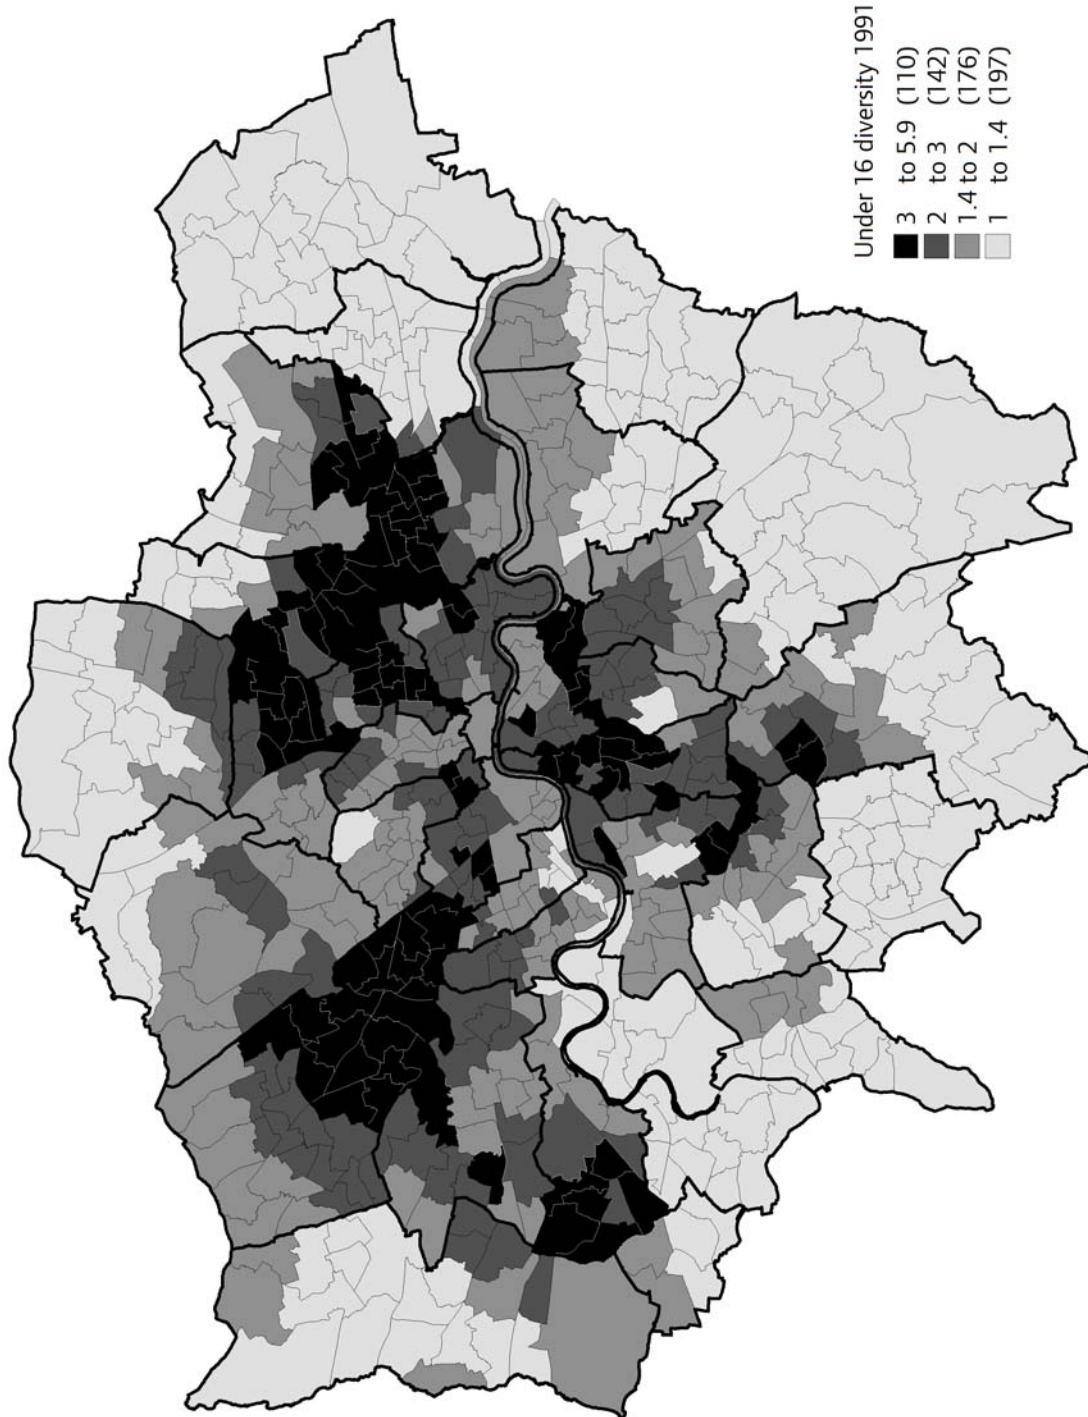 Under 16 diversity 1991
3 to 5.9 (110)
2 to 3 (142)
1.4 to 2 (176)
1 to 1.4 (197)